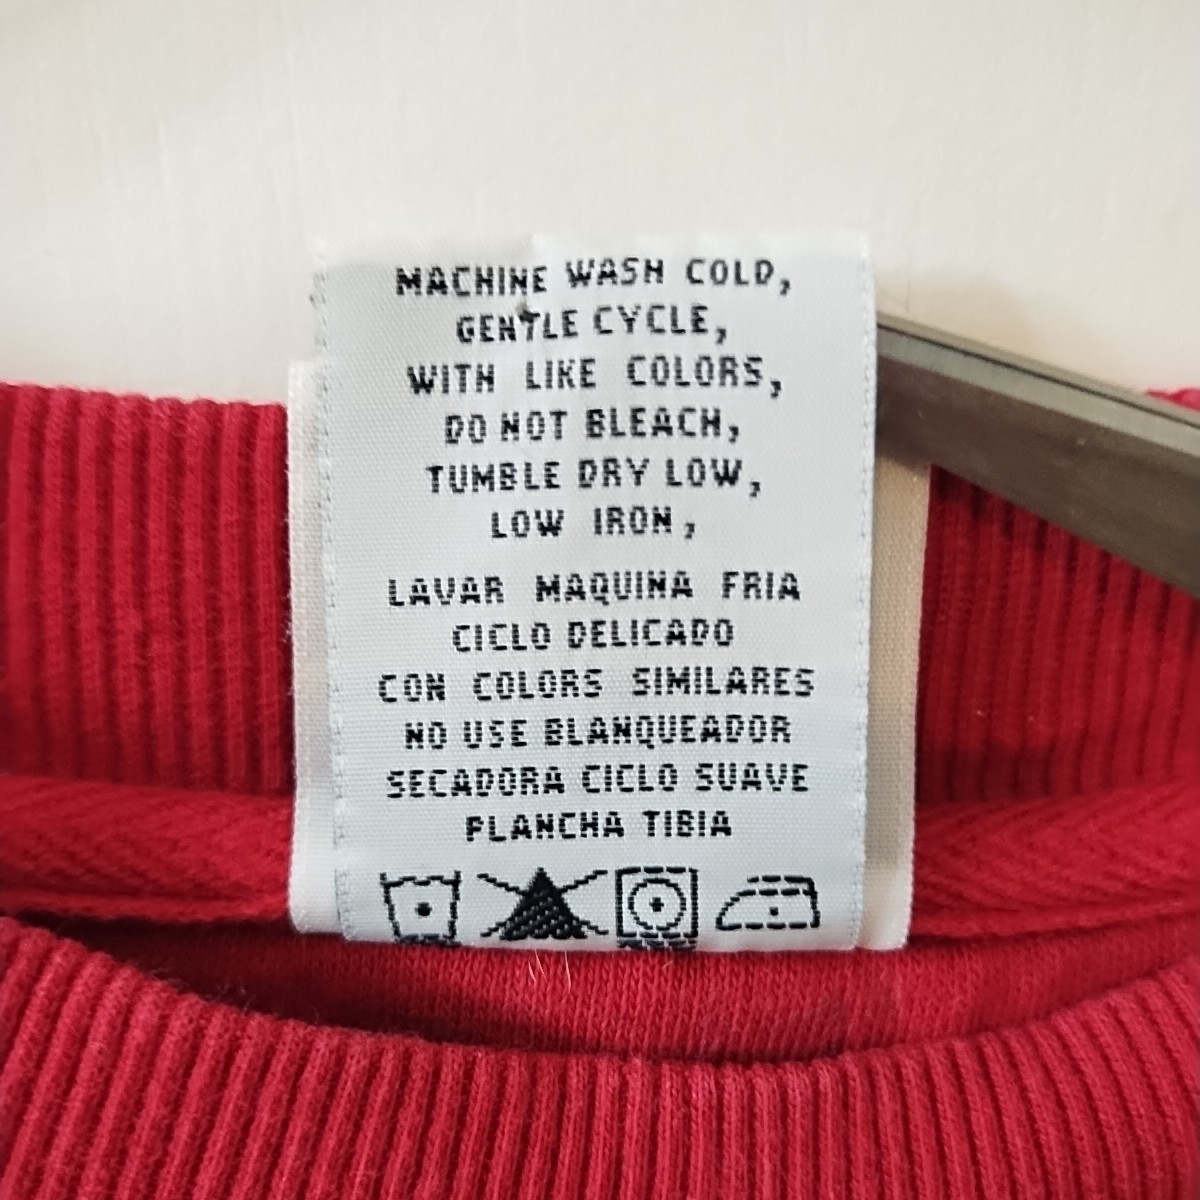 MACHINE WASH COLD,
GENTLE CYCLE,
WITH LIKE COLORS,
DO NOT BLEACH,
TUMBLE DRY LOW,
LOW IRON,
LAVAR MAQUINA FRIA
CICLO DELICADO
CON COLORS SIMILARES
NO USE BLANQUEADOR
SECADORA CICLO SUAVE
PLANCHA TIBIA